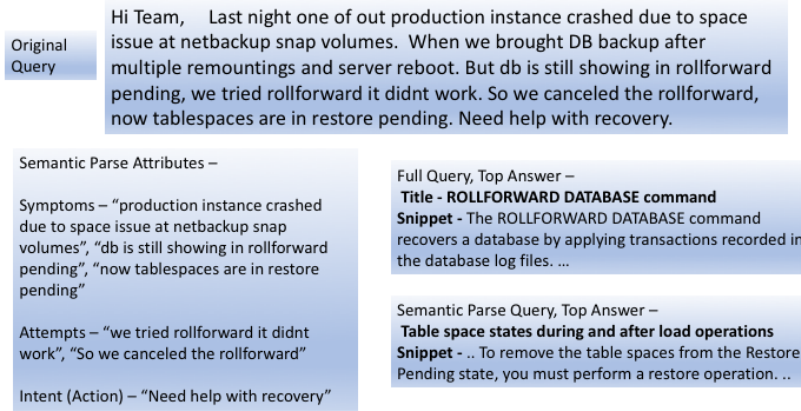 Original
Query
Hi Team,    Last night one of out production instance crashed due to space
issue at netbackup snap volumes.  When we brought DB backup after
multiple remountings and server reboot. But db is still showing in rollforward
pending, we tried rollforward it didnt work. So we canceled the rollforward,
now tablespaces are in restore pending. Need help with recovery.
Semantic Parse Attributes –
Symptoms – “production instance crashed
due to space issue at netbackup snap
volumes”, “db is still showing in rollforward
pending”, “now tablespaces are in restore
pending”
Attempts – “we tried rollforward it didnt
work”, “So we canceled the rollforward”
Intent (Action) – “Need help with recovery”
Full Query, Top Answer –
Title - ROLLFORWARD DATABASE command
Snippet - The ROLLFORWARD DATABASE command
recovers a database by applying transactions recorded in
the database log files. ...
Semantic Parse Query, Top Answer –
Table space states during and after load operations
Snippet - .. To remove the table spaces from the Restore
Pending state, you must perform a restore operation. ..